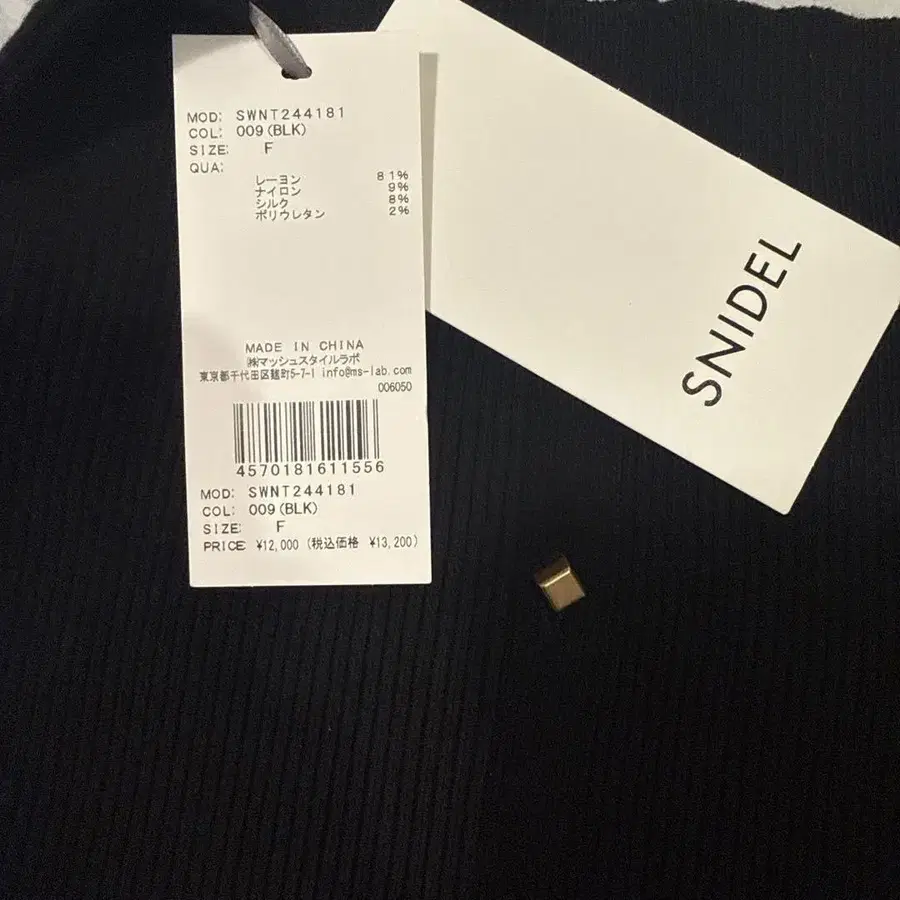 MOD: SWNT244181
COL: 009(BLK)
SIZE: F
QUA:
レーヨン 81%
ナイロン 9%
シルク 8%
ポリウレタン 2%
MADE IN CHINA
㈱マッシュスタイルラボ
東京都千代田区麹町5-7-1 info@ms-lab.com
006050
4570181611556
MOD: SWNT244181
COL: 009(BLK)
SIZE: F
PRICE ¥12,000 (税込価格 ¥13,200)
SNIDEL